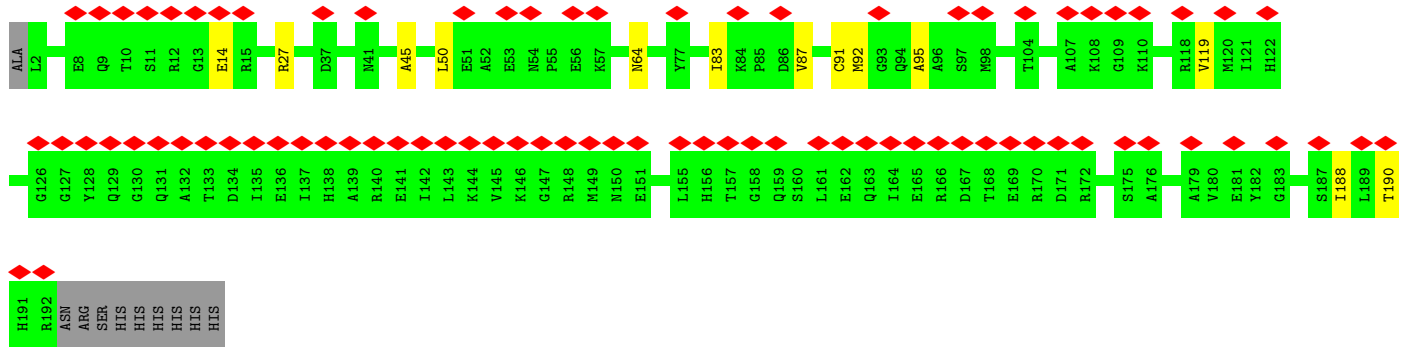 ALA L2 E8 Q9 T10 S11 R12 G13 E14 R15 R27 D37 N41 A45 L50 E51 A52 E53 N54 P55 E56 K57 N64 Y77 I83 K84 P85 D86 V87 C91 M92 G93 Q94 A95 A96 S97 M98 T104 A107 K108 G109 K110 R118 V119 M120 I121 H122
G126 G127 Y128 Q129 G130 Q131 A132 T133 D134 I135 E136 I137 H138 A139 R140 E141 I142 L143 K144 V145 K146 G147 R148 M149 N150 E151 L155 H156 T157 G158 Q159 S160 L161 E162 Q163 I164 E165 R166 D167 T168 E169 R170 D171 R172 S175 A176 A179 V180 E181 Y182 G183 S187 I188 L189 T190
H191 R192 ASN ARG SER HIS HIS HIS HIS HIS HIS